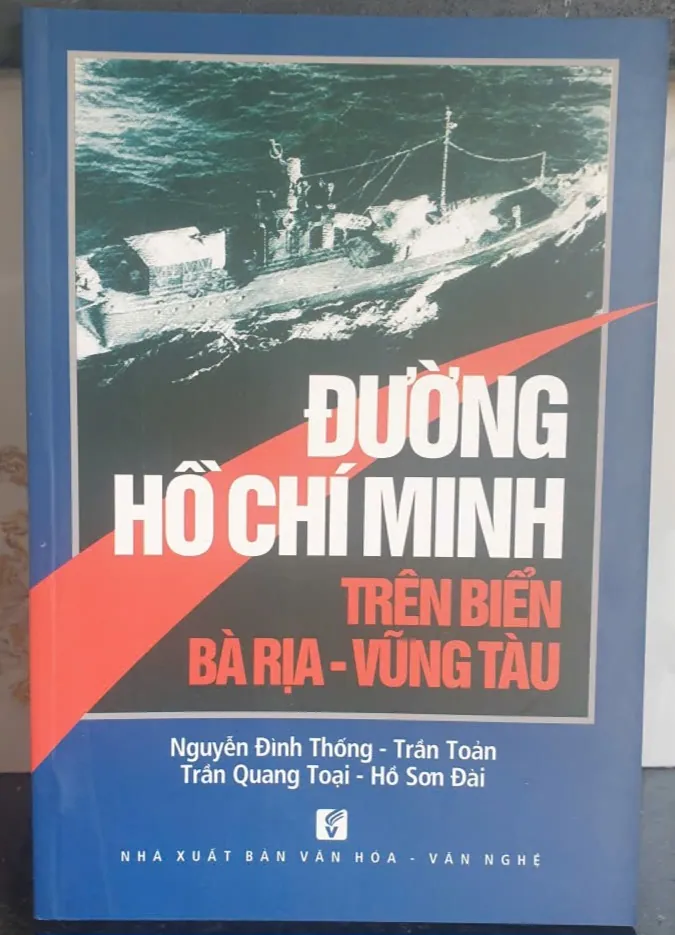 ĐƯỜNG
HỒ CHÍ MINH
TRÊN BIỂN
BÀ RỊA - VŨNG TÀU
Nguyễn Đình Thống - Trần Toản
Trần Quang Toại - Hồ Sơn Đài
V
NHÀ XUẤT BẢN VĂN HÓA - VĂN NGHỆ